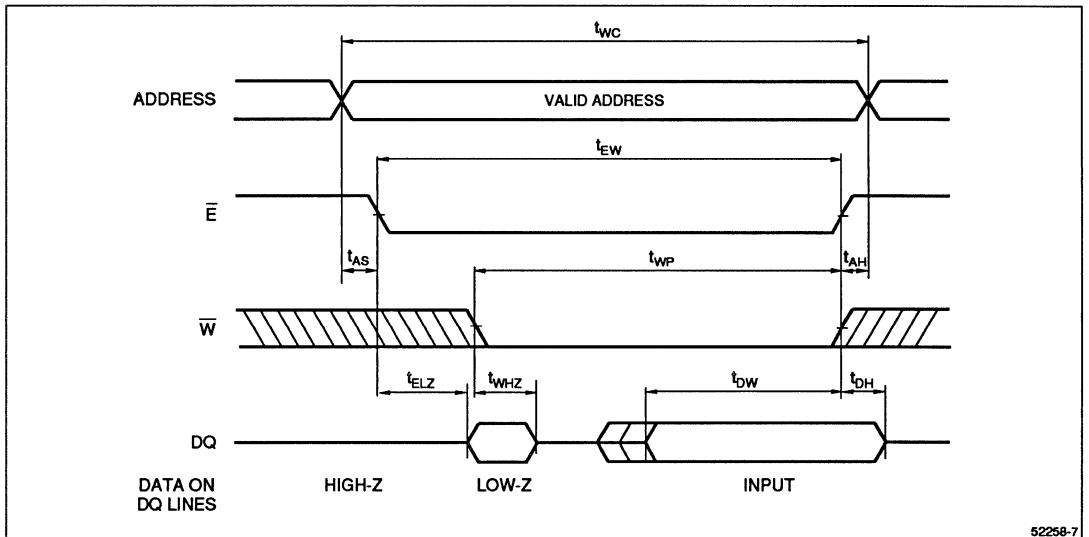 tWC
ADDRESS
VALID ADDRESS
tEW
E
tAS
tWP
tAH
W
tELZ
tWHZ
tDW
tDH
DQ
DATA ON
DQ LINES
HIGH-Z
LOW-Z
INPUT
52258-7